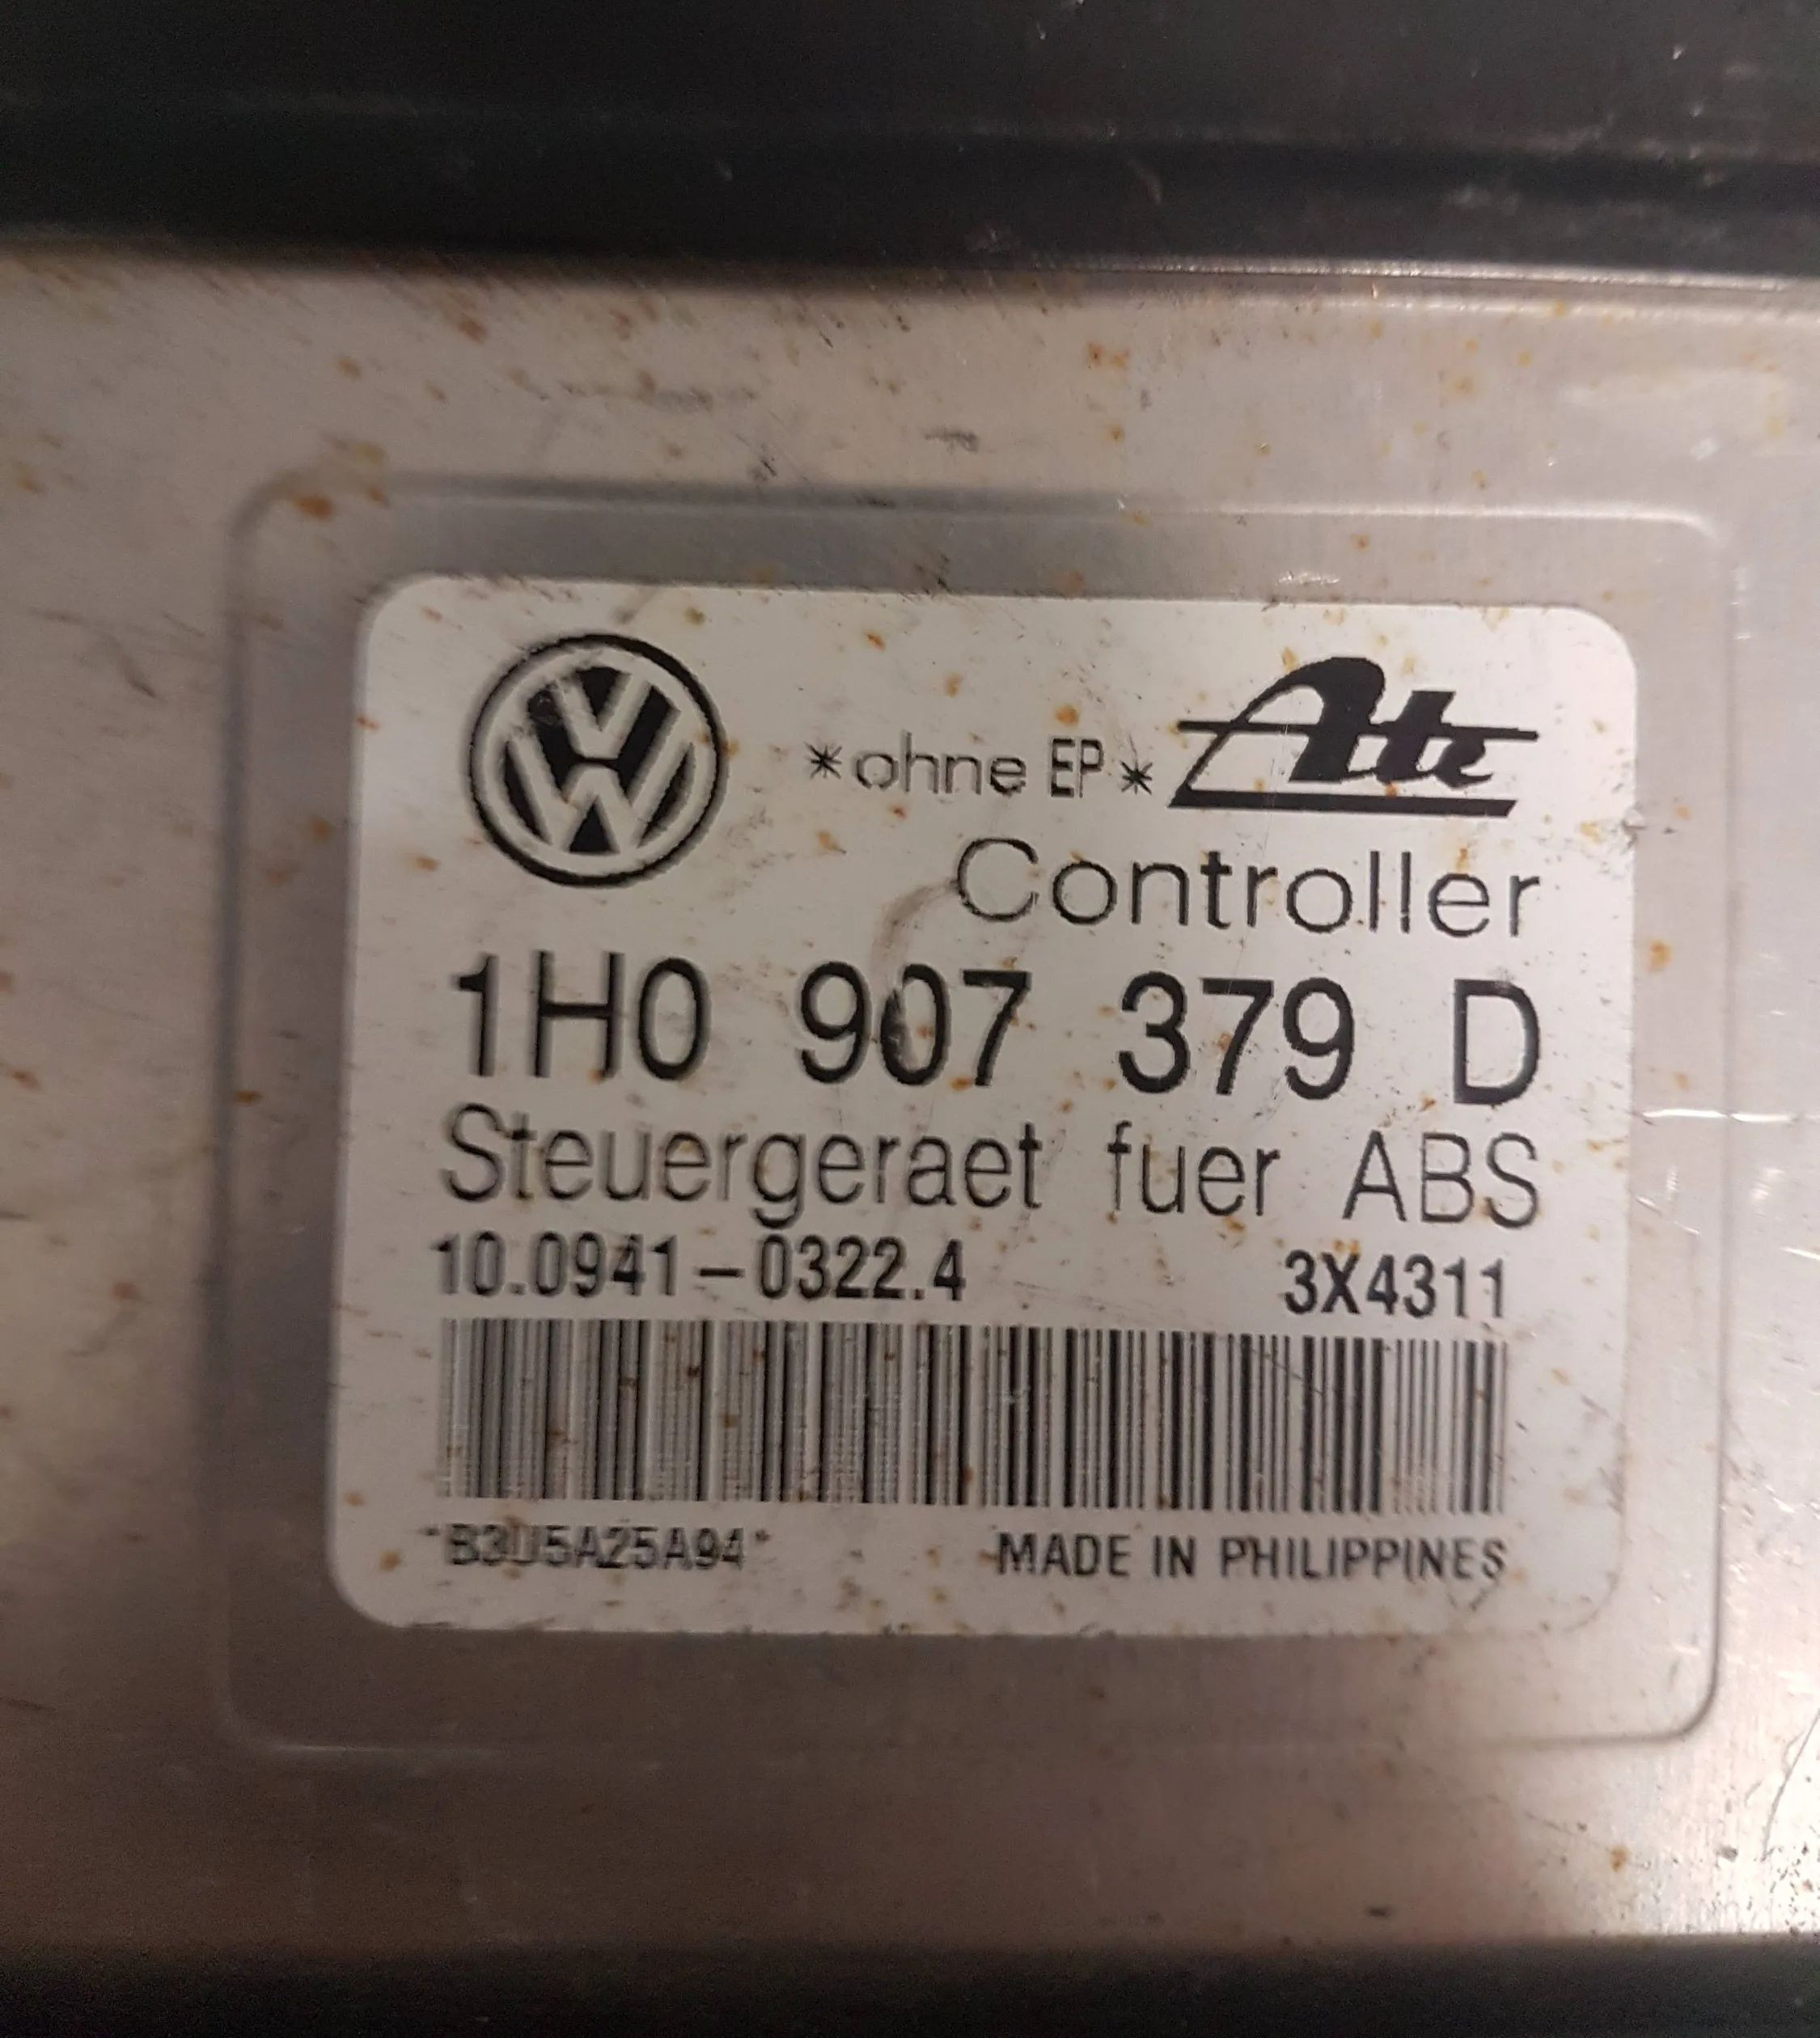 *ohne EP* Ate
Controller
1H0 907 379 D
Steuergeraet fuer ABS
10.0941-0322.4 3X4311
*B3U5A25A94* MADE IN PHILIPPINES